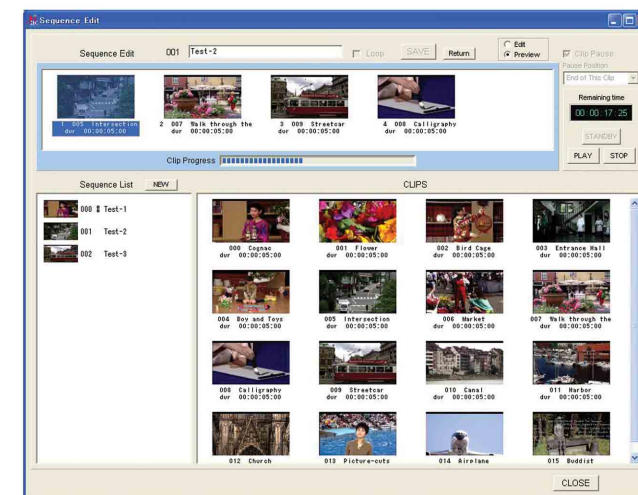 Sequence Edit
Sequence Edit 001 Test-2 Loop SAVE Return Edit Preview Clip Pause
Pause Position
End of This Clip
Remaining time
00:00:17:25
STANDBY
PLAY STOP
1 005 Intersection 2 007 Walk through the 3 009 Streetcar 4 008 Calligraphy
dur 00:00:05:00 dur 00:00:05:00 dur 00:00:05:00 dur 00:00:05:00
Clip Progress
Sequence List NEW CLIPS
000 Test-1
001 Test-2
002 Test-3
000 Cognac 001 Flower 002 Bird Cage 003 Entrance Hall
dur 00:00:05:00 dur 00:00:05:00 dur 00:00:05:00 dur 00:00:05:00
004 Boy and Toys 005 Intersection 006 Market 007 Walk through the
dur 00:00:05:00 dur 00:00:05:00 dur 00:00:05:00 dur 00:00:05:00
008 Calligraphy 009 Streetcar 010 Canal 011 Harbor
dur 00:00:05:00 dur 00:00:05:00 dur 00:00:05:00 dur 00:00:05:00
012 Church 013 Picture-cuts 014 Airplane 015 Buddist
CLOSE